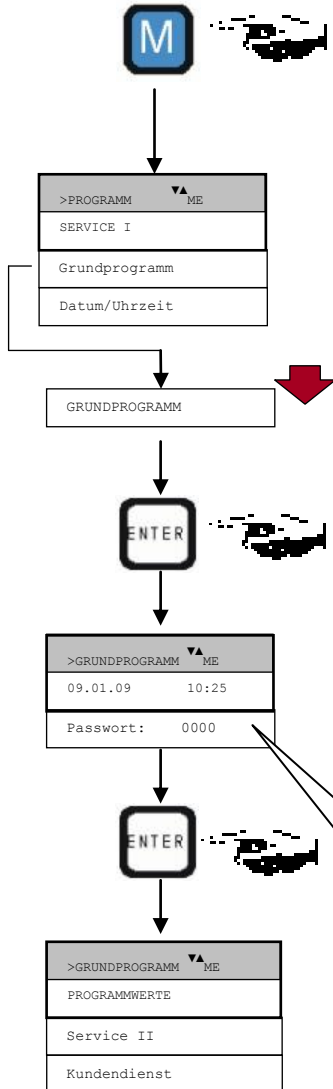 M
>PROGRAMM ▼▲ME
SERVICE I
Grundprogramm
Datum/Uhrzeit
GRUNDPROGRAMM
ENTER
>GRUNDPROGRAMM ▼▲ME
09.01.09 10:25
Passwort: 0000
ENTER
>GRUNDPROGRAMM ▼▲ME
PROGRAMMWERTE
Service II
Kundendienst